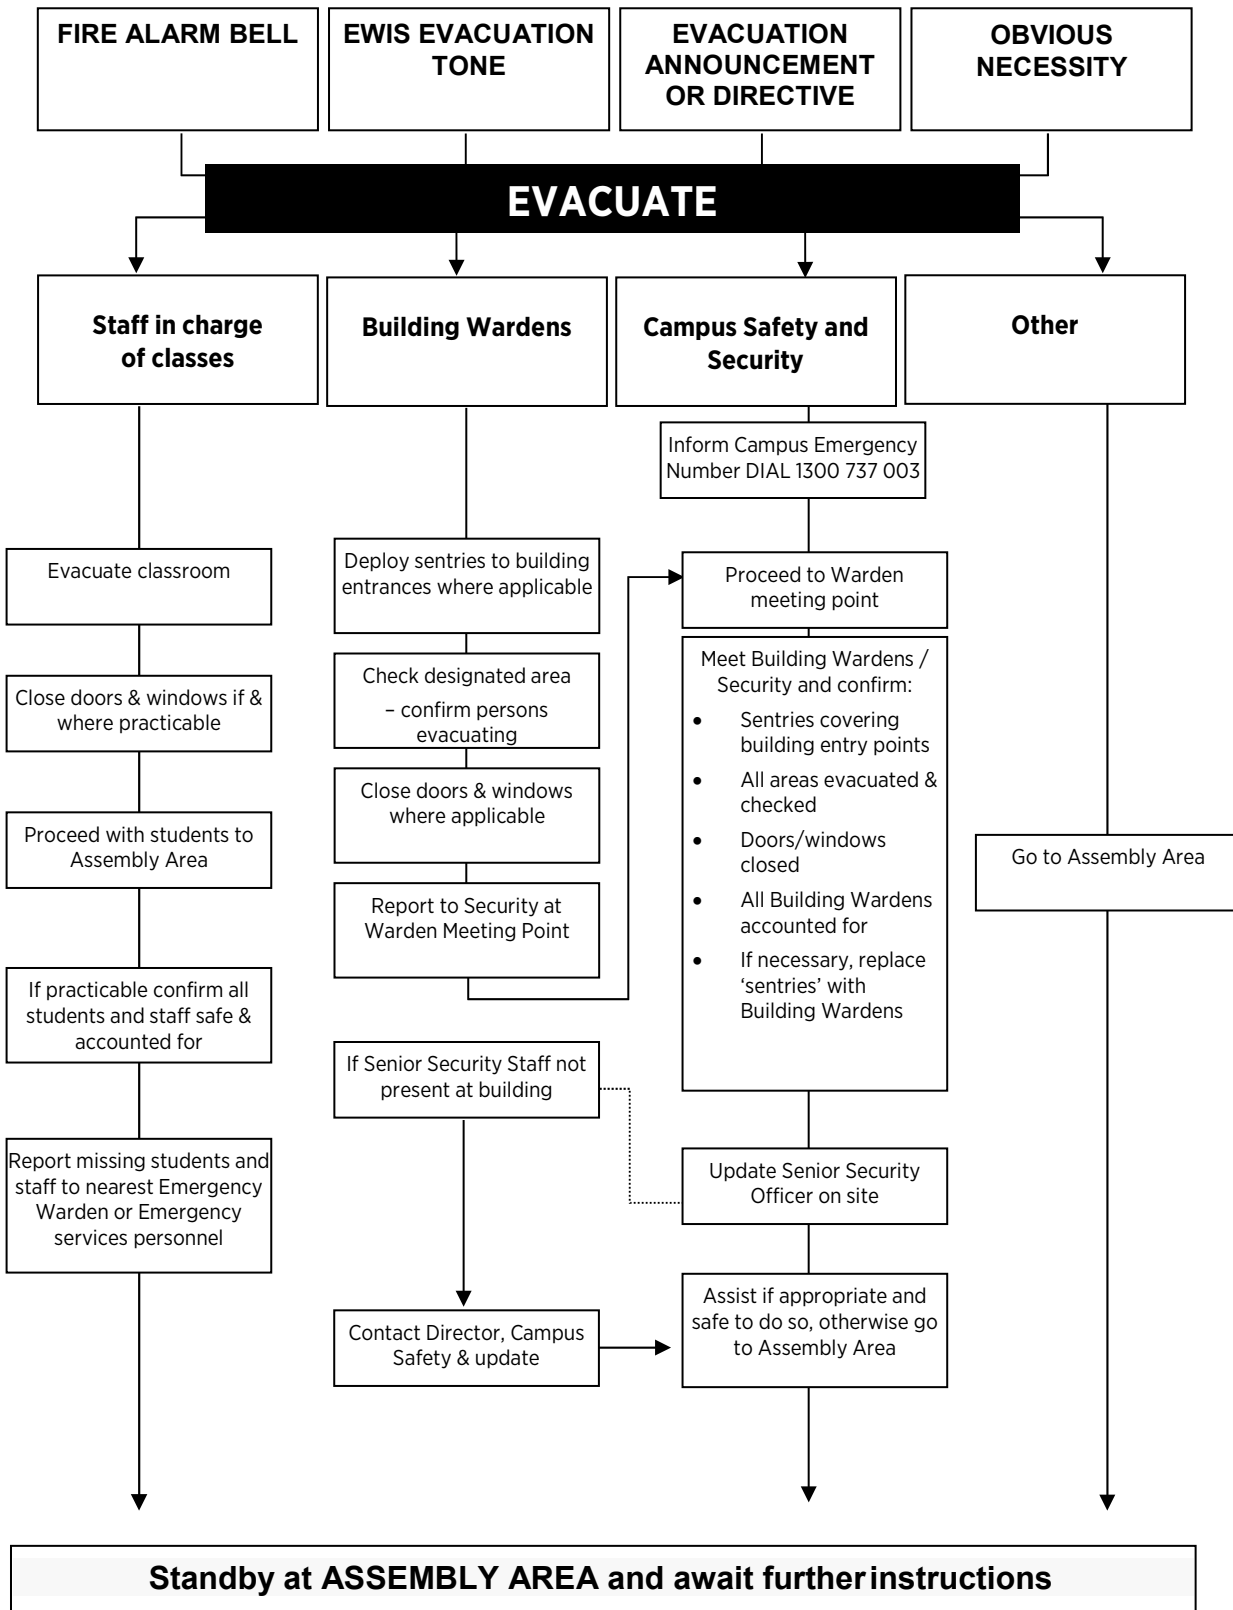 FIRE ALARM BELL
EWIS EVACUATION
TONE
EVACUATION
ANNOUNCEMENT
OR DIRECTIVE
OBVIOUS
NECESSITY
EVACUATE
Staff in charge
of classes
Building Wardens
Campus Safety and
Security
Other
Inform Campus Emergency
Number DIAL 1300 737 003
Evacuate classroom
Close doors & windows if &
where practicable
Proceed with students to
Assembly Area
If practicable confirm all
students and staff safe &
accounted for
Report missing students and
staff to nearest Emergency
Warden or Emergency
services personnel
Deploy sentries to building
entrances where applicable
Check designated area
– confirm persons
evacuating
Close doors & windows
where applicable
Report to Security at
Warden Meeting Point
If Senior Security Staff not
present at building
Contact Director, Campus
Safety & update
Proceed to Warden
meeting point
Meet Building Wardens /
Security and confirm:
• Sentries covering
building entry points
• All areas evacuated &
checked
• Doors/windows
closed
• All Building Wardens
accounted for
• If necessary, replace
‘sentries’ with
Building Wardens
Update Senior Security
Officer on site
Assist if appropriate and
safe to do so, otherwise go
to Assembly Area
Go to Assembly Area
Standby at ASSEMBLY AREA and await further instructions